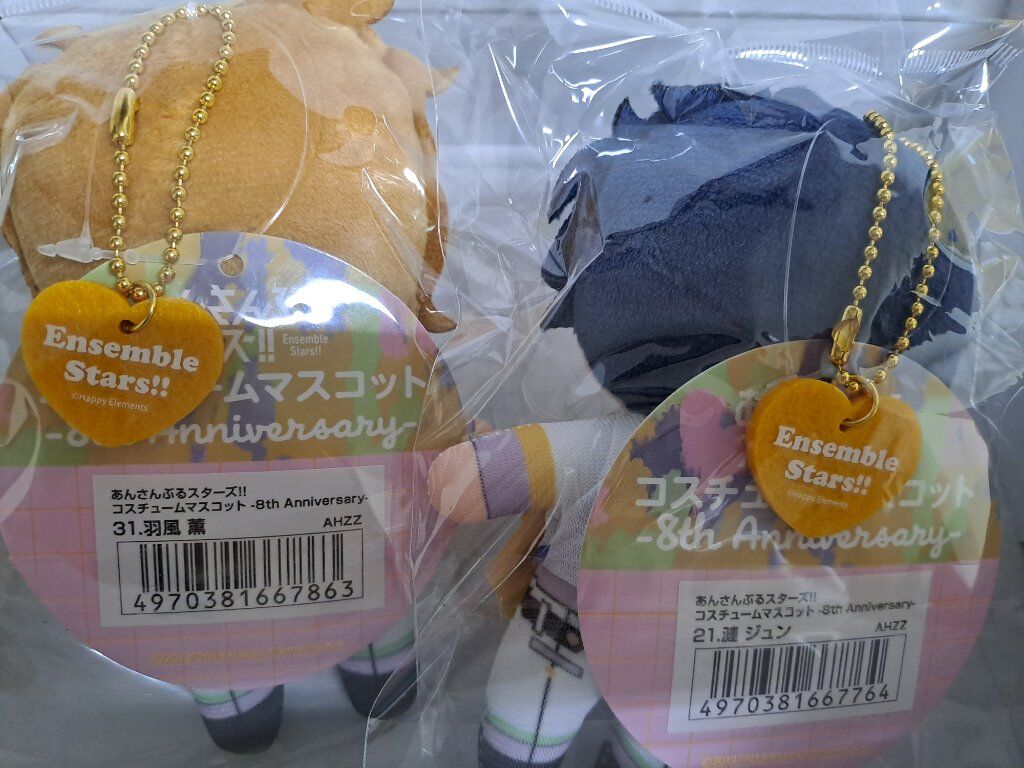 Ensemble
Stars!!
©Happy Elements
Ensemble
Stars!!
ームマスコット
Anniversary-
あんさんぶるスターズ!!
コスチュームマスコット -8th Anniversary-
31.羽風 薫
AHZZ
4970381667863
Ensemble
Stars!!
©Happy Elements
コスチュ
コット
-8th Anniversary-
あんさんぶるスターズ!!
コスチュームマスコット -8th Anniversary-
21.漣 ジュン
AHZZ
4970381667764